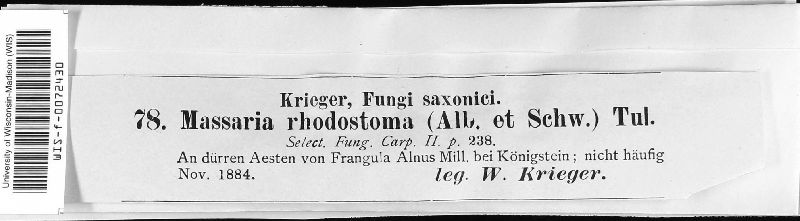 University of Wisconsin-Madison (WIS)
WIS-f-0072430
Krieger, Fungi saxonici.
78. Massaria rhodostoma (Alb. et Schw.) Tul.
Select. Fung. Carp. II. p. 238.
An dürren Aesten von Frangula Alnus Mill. bei Königstein; nicht häufig
Nov. 1884. leg. W. Krieger.